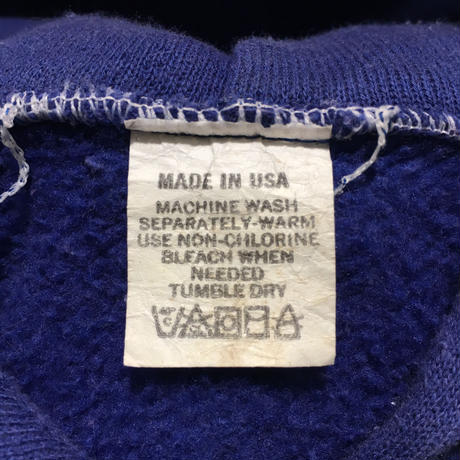 MADE IN USA
MACHINE WASH
SEPARATELY-WARM
USE NON-CHLORINE
BLEACH WHEN
NEEDED
TUMBLE DRY